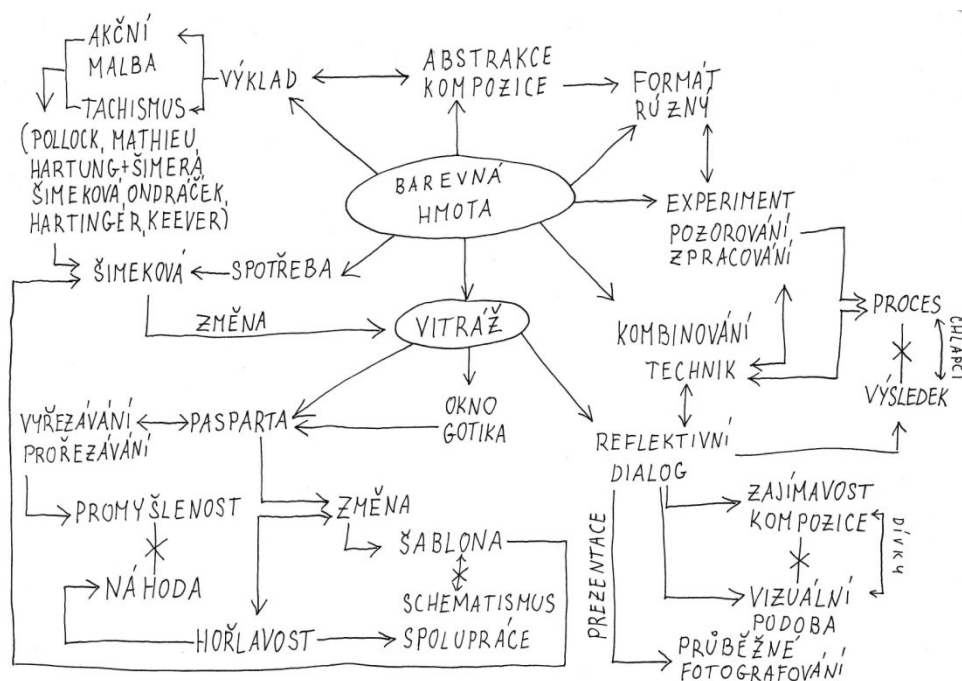 AKČNÍ
MALBA
TACHISMUS
(POLLOCK, MATHIEU,
HARTUNG+ŠIMERÁ,
ŠIMEKOVÁ, ONDRÁČEK,
HARTINGER, KEEVER)
VÝKLAD
ABSTRAKCE
KOMPOZICE
FORMÁT
RŮZNÝ
BAREVNÁ
HMOTA
EXPERIMENT
POZOROVÁNÍ
ZPRACOVÁNÍ
ŠIMEKOVÁ
SPOTŘEBA
ZMĚNA
VITRÁŽ
KOMBINOVÁNÍ
TECHNIK
PROCES
CHLAPCI
VÝSLEDEK
VYŘEZÁVÁNÍ
PROŘEZÁVÁNÍ
PASPARTA
OKNO
GOTIKA
REFLEKTIVNÍ
DIALOG
PROMYŠLENOST
NÁHODA
HOŘLAVOST
ZMĚNA
ŠABLONA
SCHEMATISMUS
SPOLUPRÁCE
PREZENTACE
ZAJÍMAVOST
KOMPOZICE
DÍVKY
VIZUÁLNÍ
PODOBA
PRŮBĚŽNÉ
FOTOGRAFOVÁNÍ